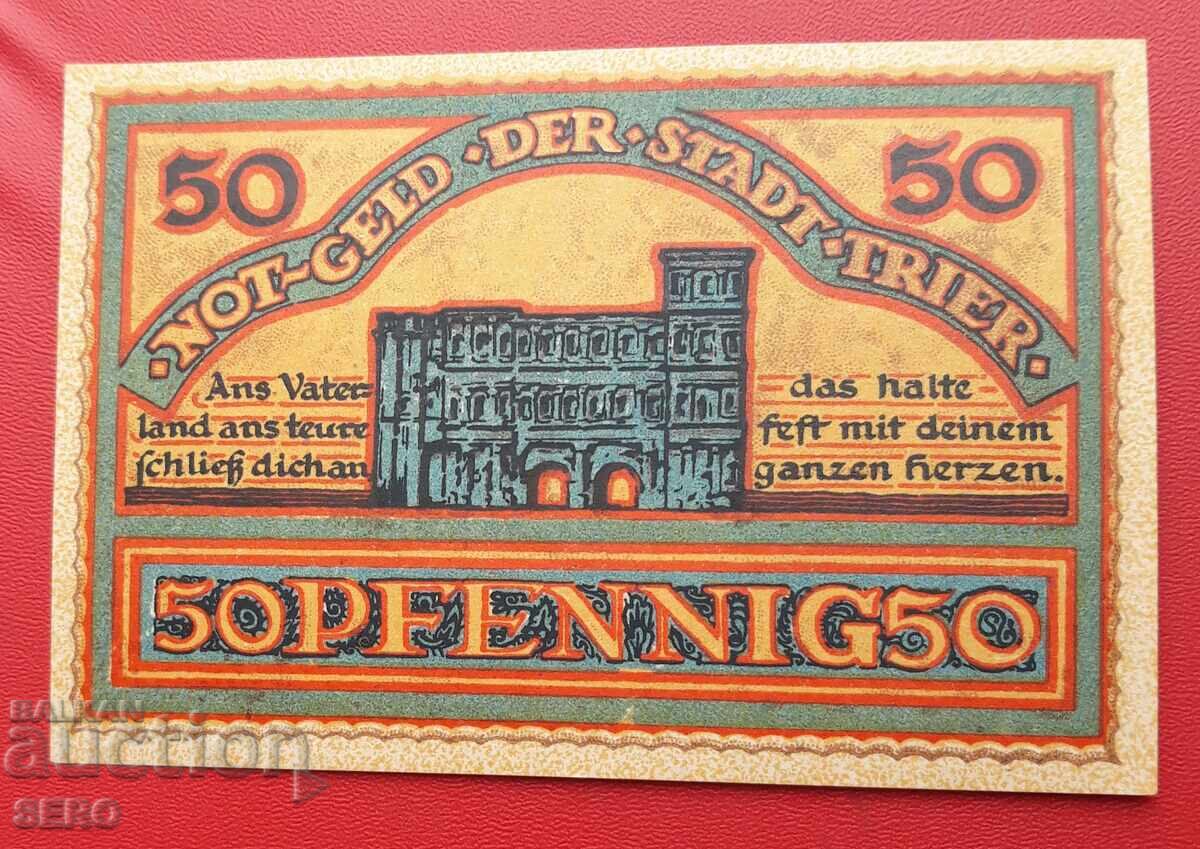 ·NOT-GELD·DER·STADT·TRIER·
50
50
Ans Vater-
land ans teure
schließ dich an
das halte
fest mit deinem
ganzen Herzen.
50 PFENNIG 50
BALKAN
auction
SERO